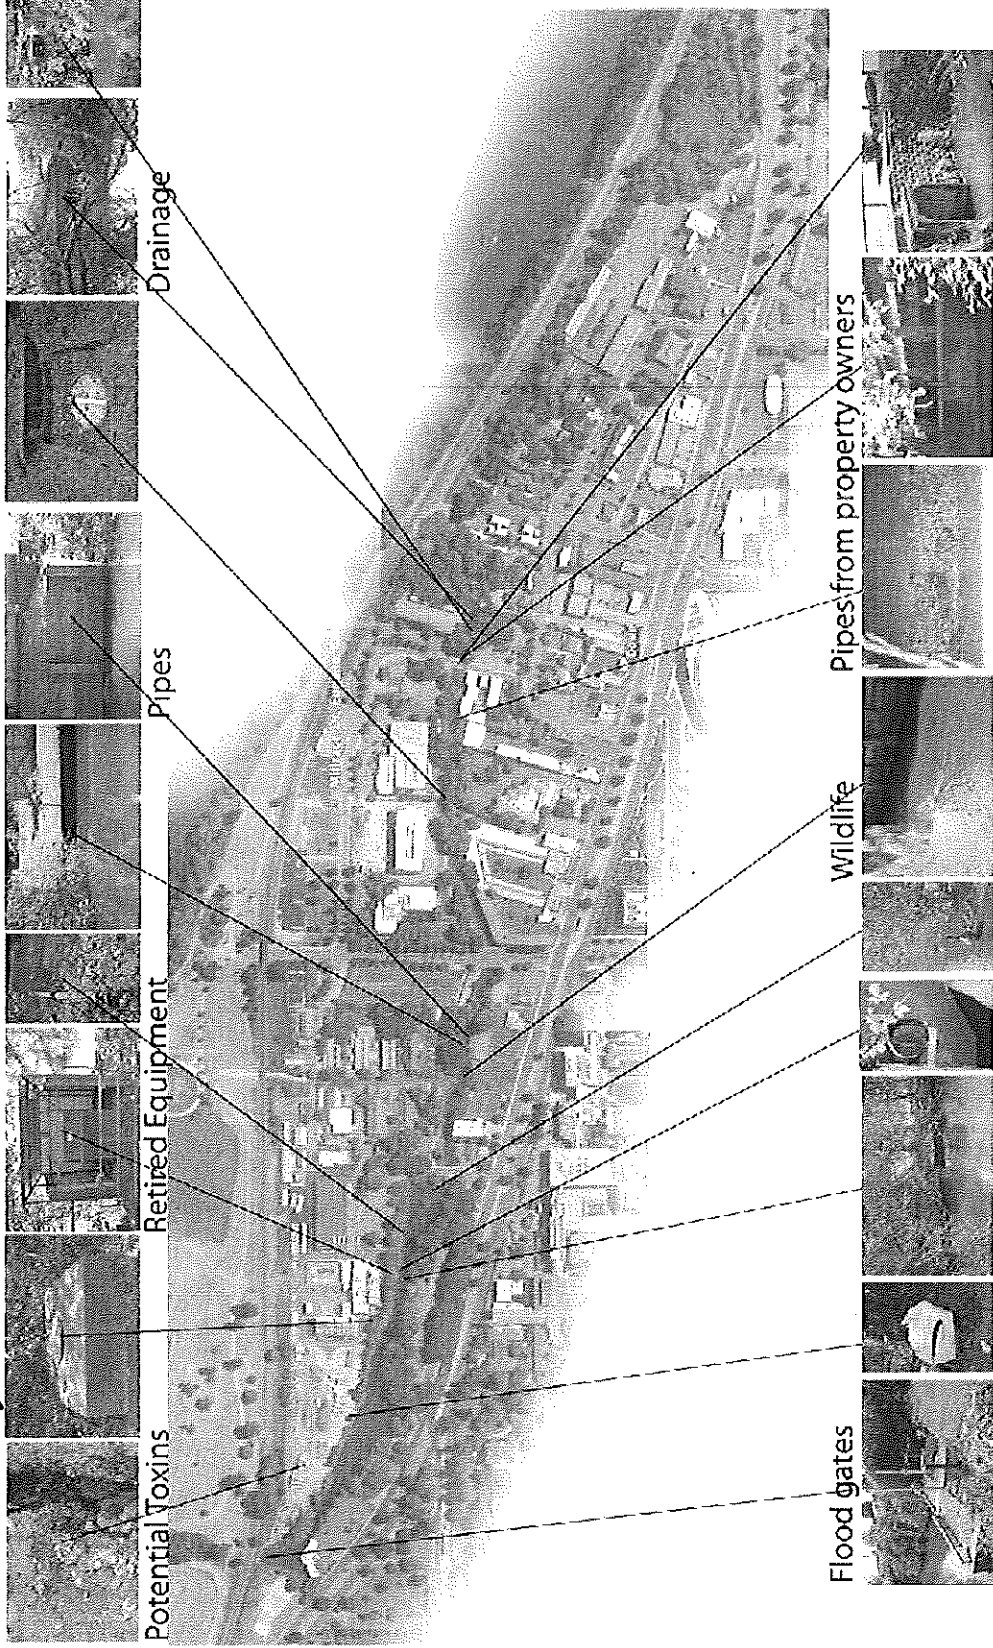 Potential Toxins
Retired Equipment
Pipes
Drainage
Flood gates
Wildlife
Pipes from property owners